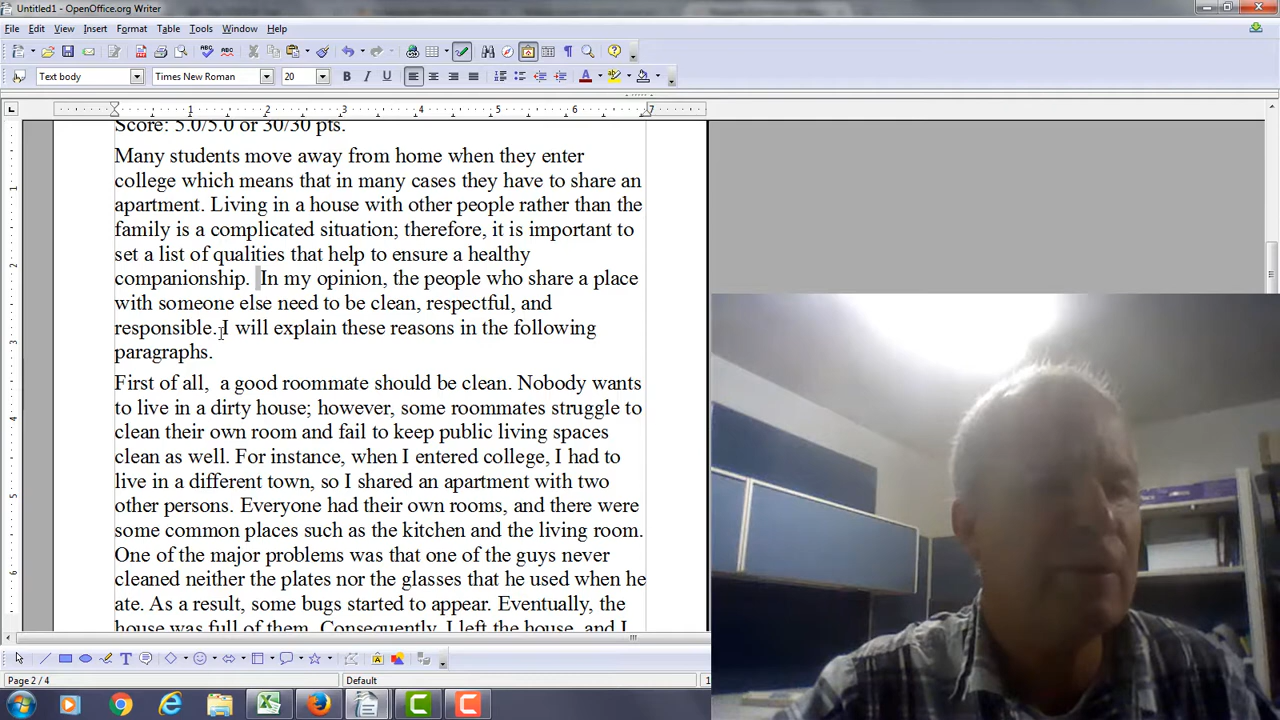 Untitled1 - OpenOffice.org Writer
File Edit View Insert Format Table Tools Window Help
Text body Times New Roman 20
1 2 3 4 5 6 7
Score: 5.0/5.0 or 30/30 pts.
Many students move away from home when they enter
college which means that in many cases they have to share an
apartment. Living in a house with other people rather than the
family is a complicated situation; therefore, it is important to
set a list of qualities that help to ensure a healthy
companionship.  In my opinion, the people who share a place
with someone else need to be clean, respectful, and
responsible. I will explain these reasons in the following
paragraphs.
First of all,  a good roommate should be clean. Nobody wants
to live in a dirty house; however, some roommates struggle to
clean their own room and fail to keep public living spaces
clean as well. For instance, when I entered college, I had to
live in a different town, so I shared an apartment with two
other persons. Everyone had their own rooms, and there were
some common places such as the kitchen and the living room.
One of the major problems was that one of the guys never
cleaned neither the plates nor the glasses that he used when he
ate. As a result, some bugs started to appear. Eventually, the
house was full of them. Consequently, I left the house, and I
Page 2 / 4 Default 1